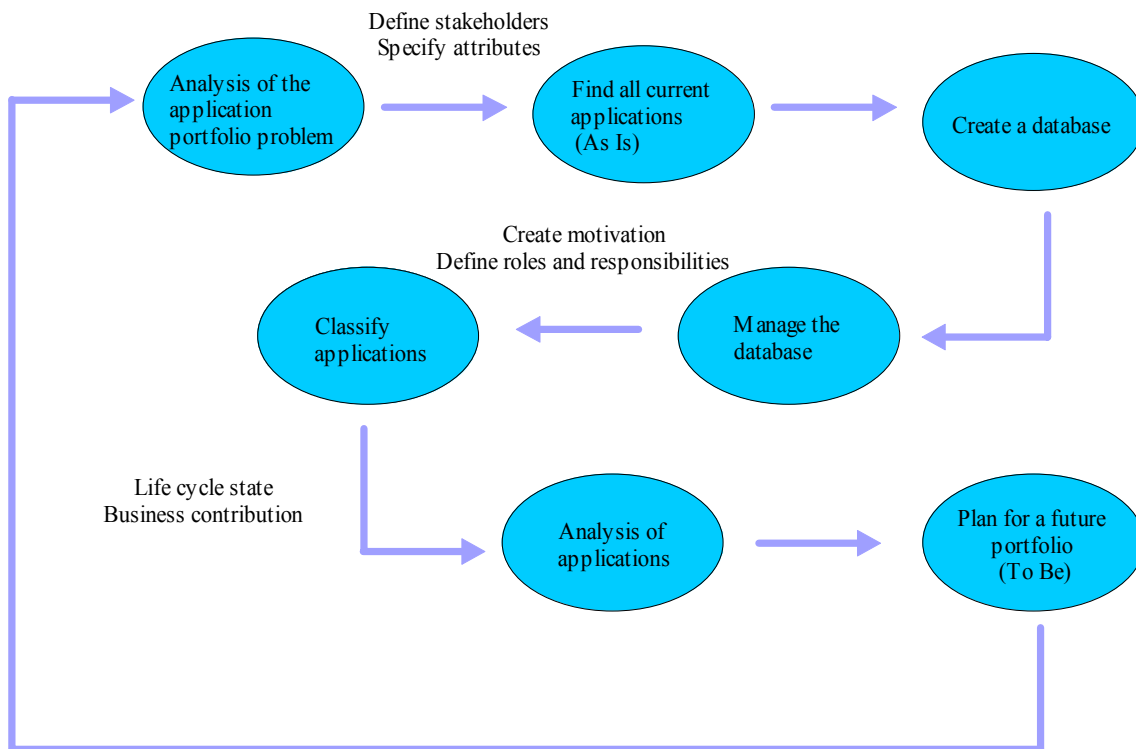 Define stakeholders
Specify attributes
Analysis of the
application
portfolio problem
Find all current
applications
(As Is)
Create a database
Create motivation
Define roles and responsibilities
Classify
applications
Manage the
database
Life cycle state
Business contribution
Analysis of
applications
Plan for a future
portfolio
(To Be)